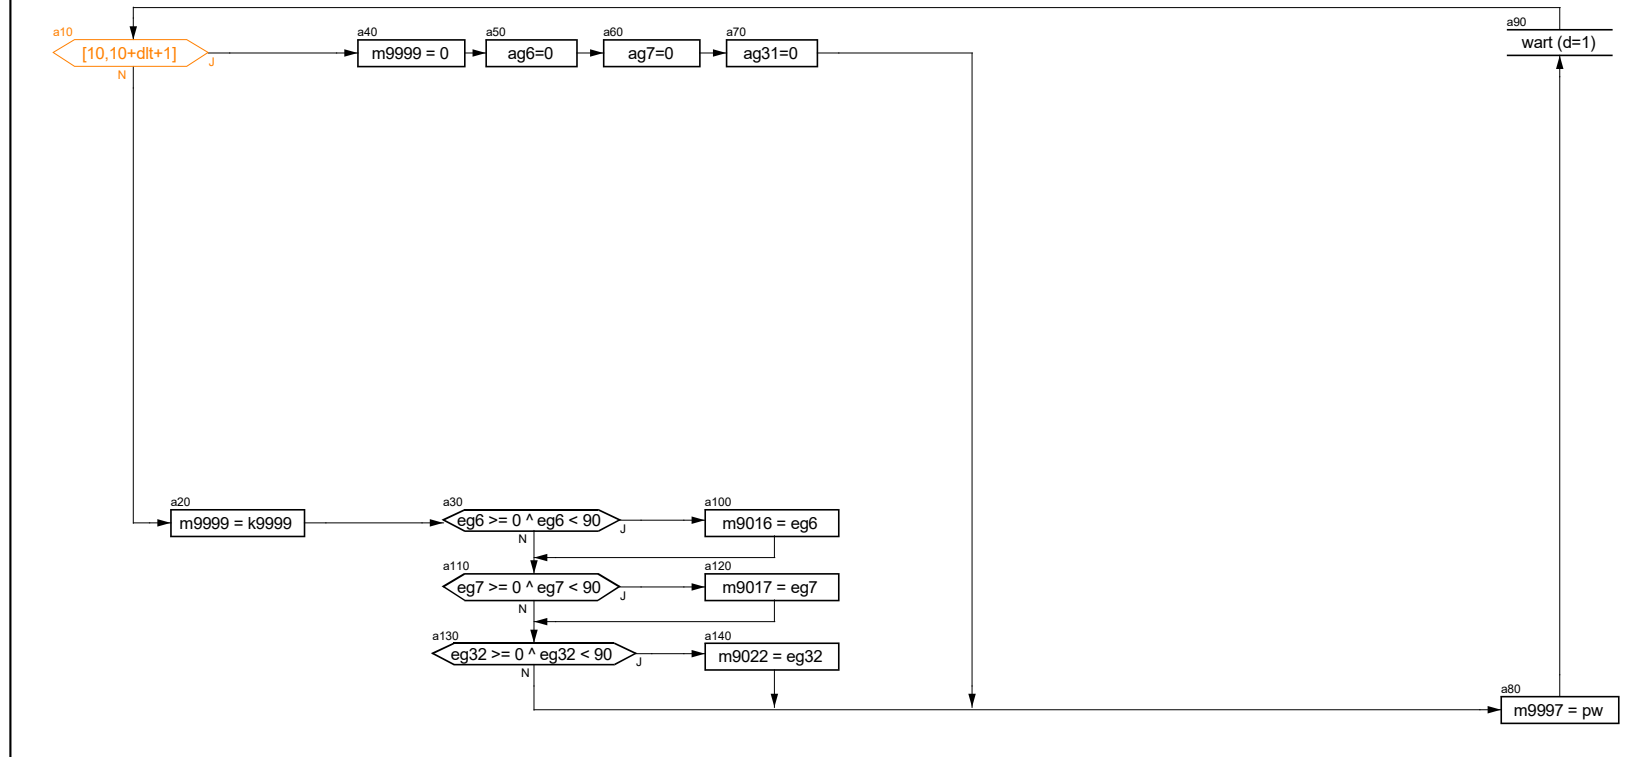 a10
[10,10+dlt+1]
J
N
a40
m9999 = 0
a50
ag6=0
a60
ag7=0
a70
ag31=0
a90
wart (d=1)
a20
m9999 = k9999
a30
eg6 >= 0 ^ eg6 < 90
J
N
a100
m9016 = eg6
a110
eg7 >= 0 ^ eg7 < 90
J
N
a120
m9017 = eg7
a130
eg32 >= 0 ^ eg32 < 90
J
N
a140
m9022 = eg32
a80
m9997 = pw